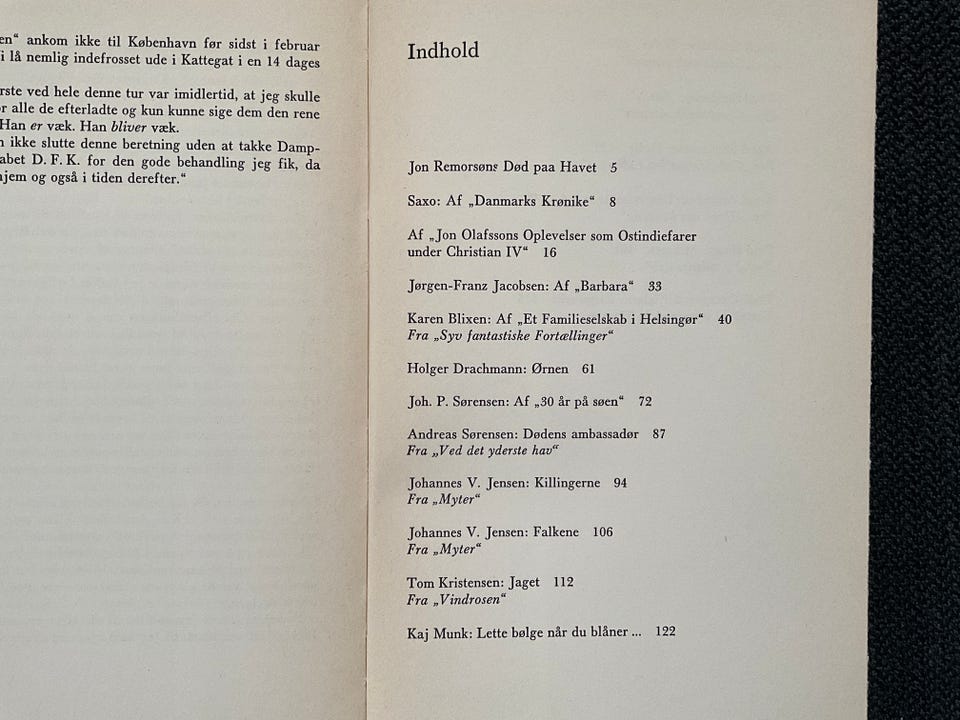 en“ ankom ikke til København før sidst i februar
i lå nemlig indefrosset ude i Kattegat i en 14 dages
rste ved hele denne tur var imidlertid, at jeg skulle
r alle de efterladte og kun kunne sige dem den rene
Han er væk. Han bliver væk.
n ikke slutte denne beretning uden at takke Damp-
abet D. F. K. for den gode behandling jeg fik, da
jem og også i tiden derefter.“
Indhold
Jon Remorsøns Død paa Havet 5
Saxo: Af „Danmarks Krønike“ 8
Af „Jon Olafssons Oplevelser som Ostindiefarer
under Christian IV“ 16
Jørgen-Franz Jacobsen: Af „Barbara“ 33
Karen Blixen: Af „Et Familieselskab i Helsingør“ 40
Fra „Syv fantastiske Fortællinger“
Holger Drachmann: Ørnen 61
Joh. P. Sørensen: Af „30 år på søen“ 72
Andreas Sørensen: Dødens ambassadør 87
Fra „Ved det yderste hav“
Johannes V. Jensen: Killingerne 94
Fra „Myter“
Johannes V. Jensen: Falkene 106
Fra „Myter“
Tom Kristensen: Jaget 112
Fra „Vindrosen“
Kaj Munk: Lette bølge når du blåner ... 122